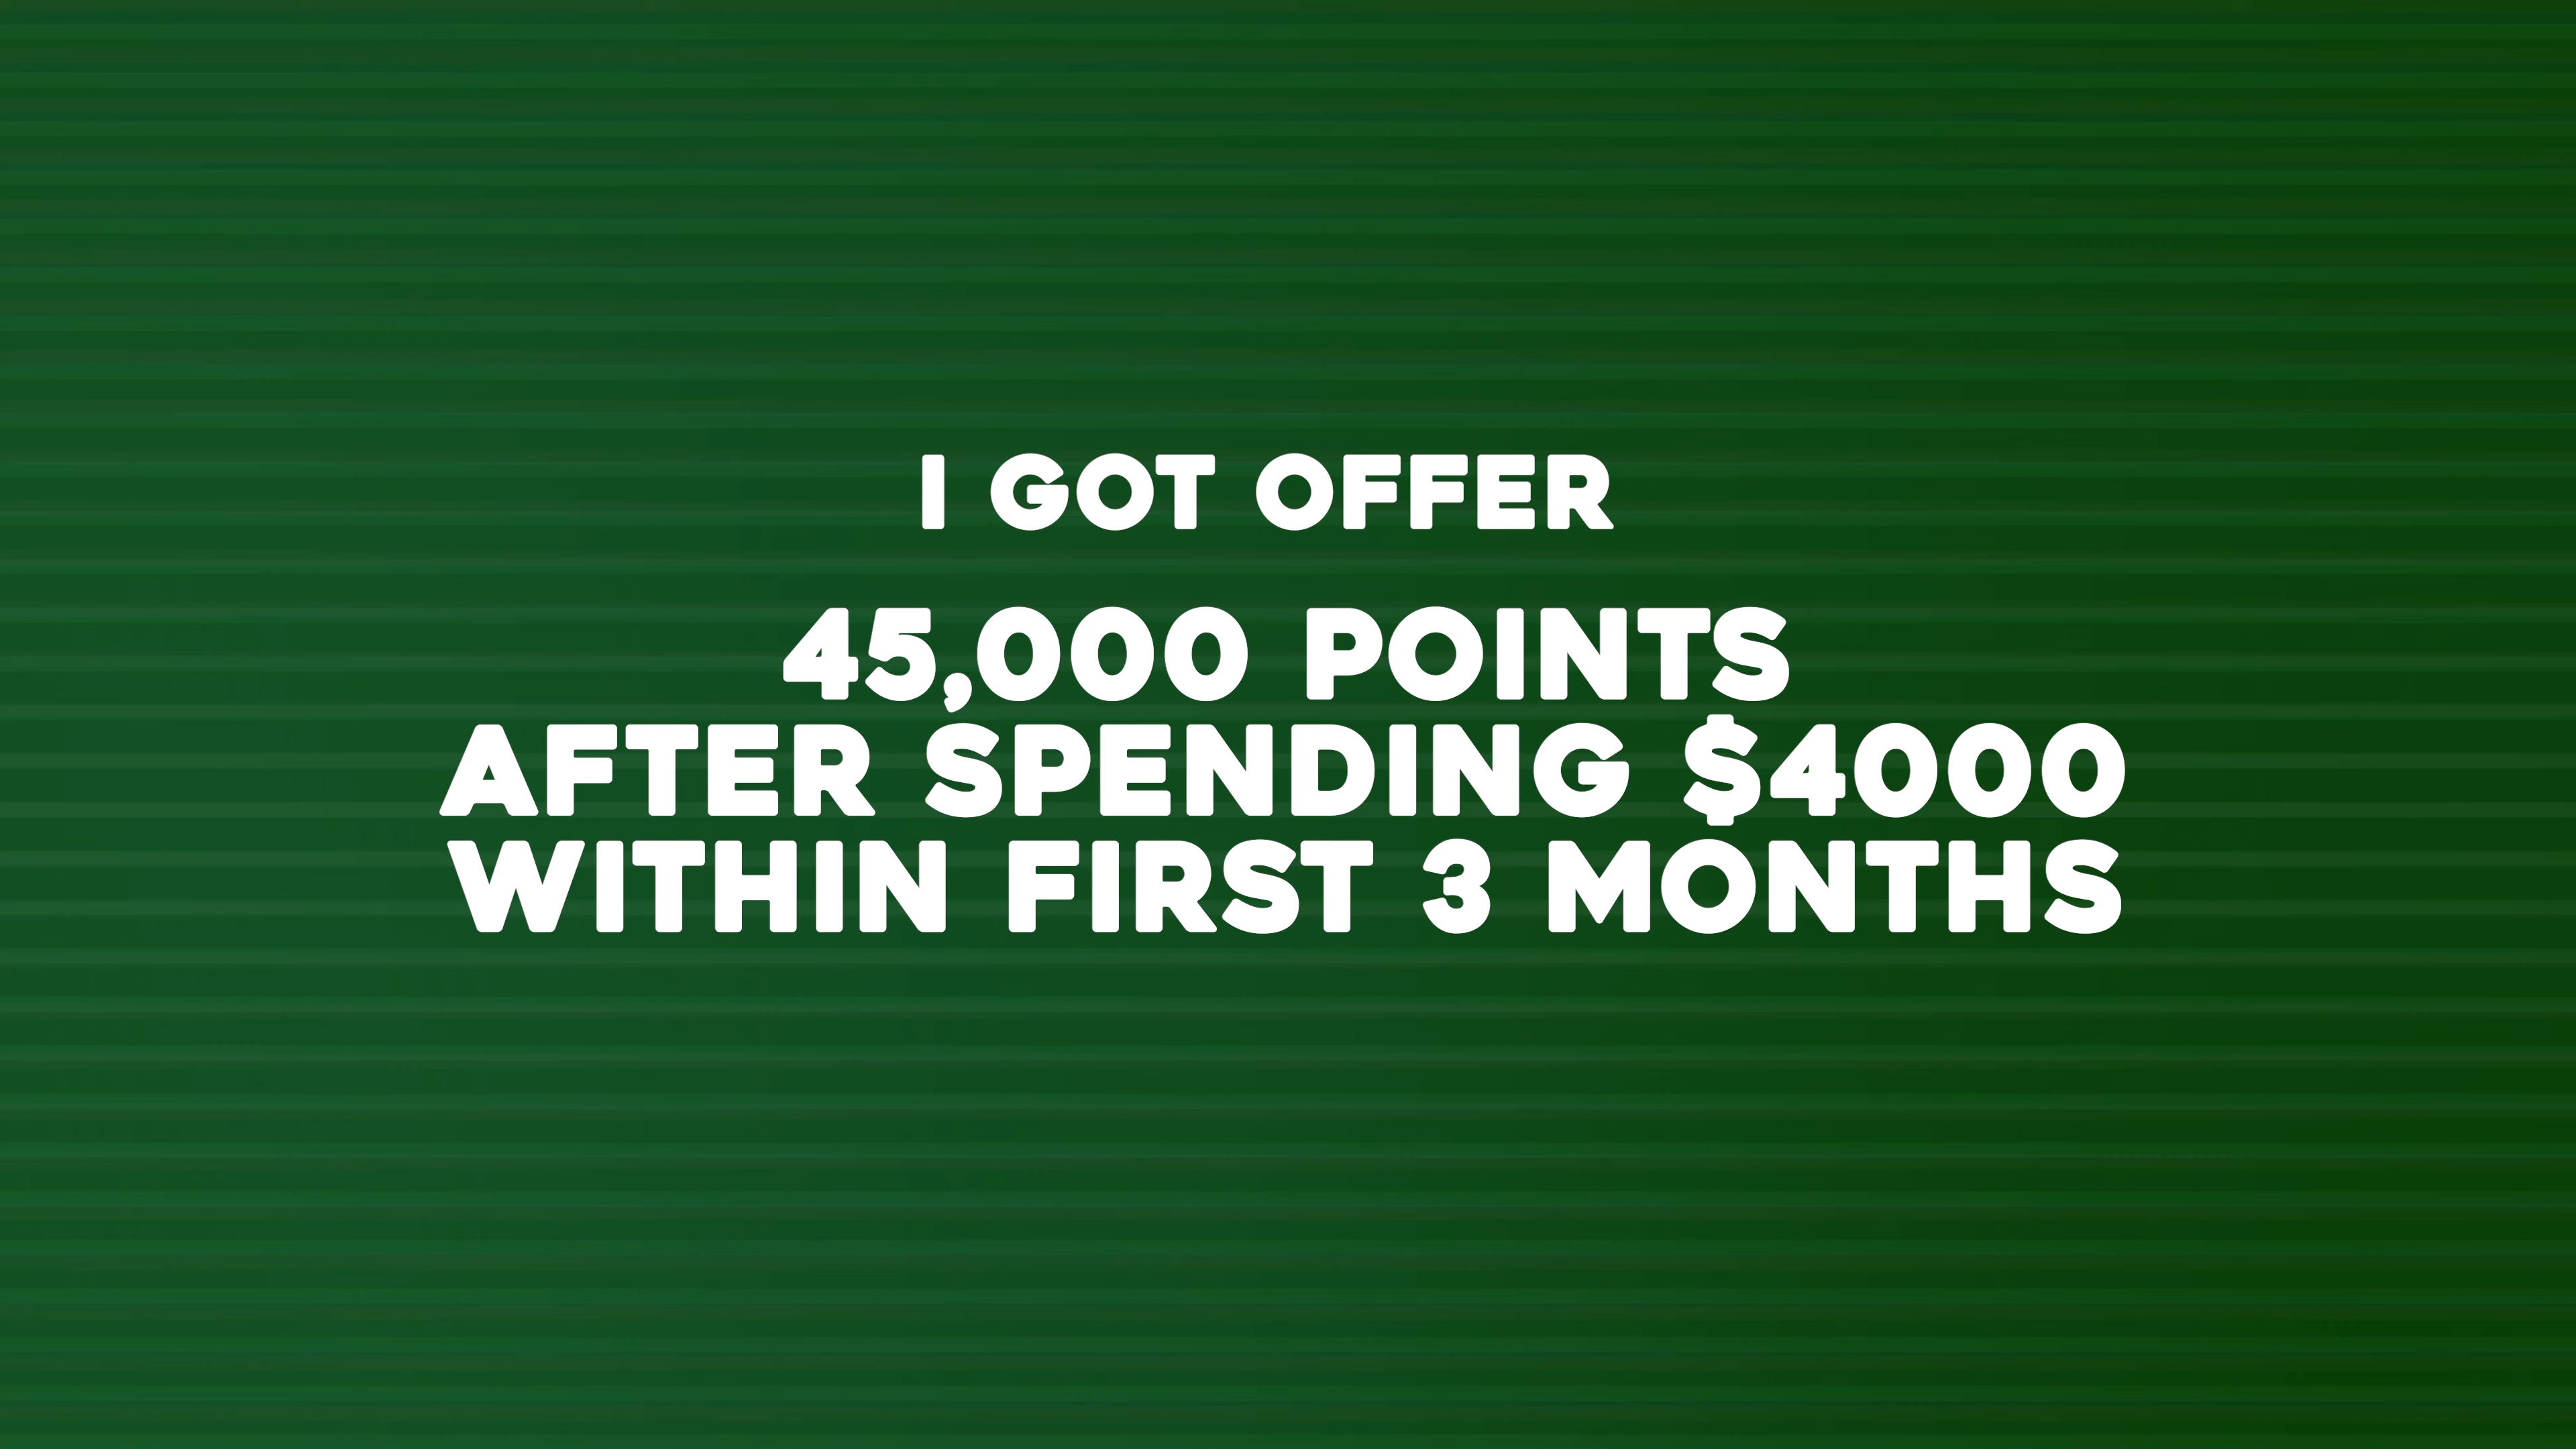 I GOT OFFER
45,000 POINTS
AFTER SPENDING $4000
WITHIN FIRST 3 MONTHS